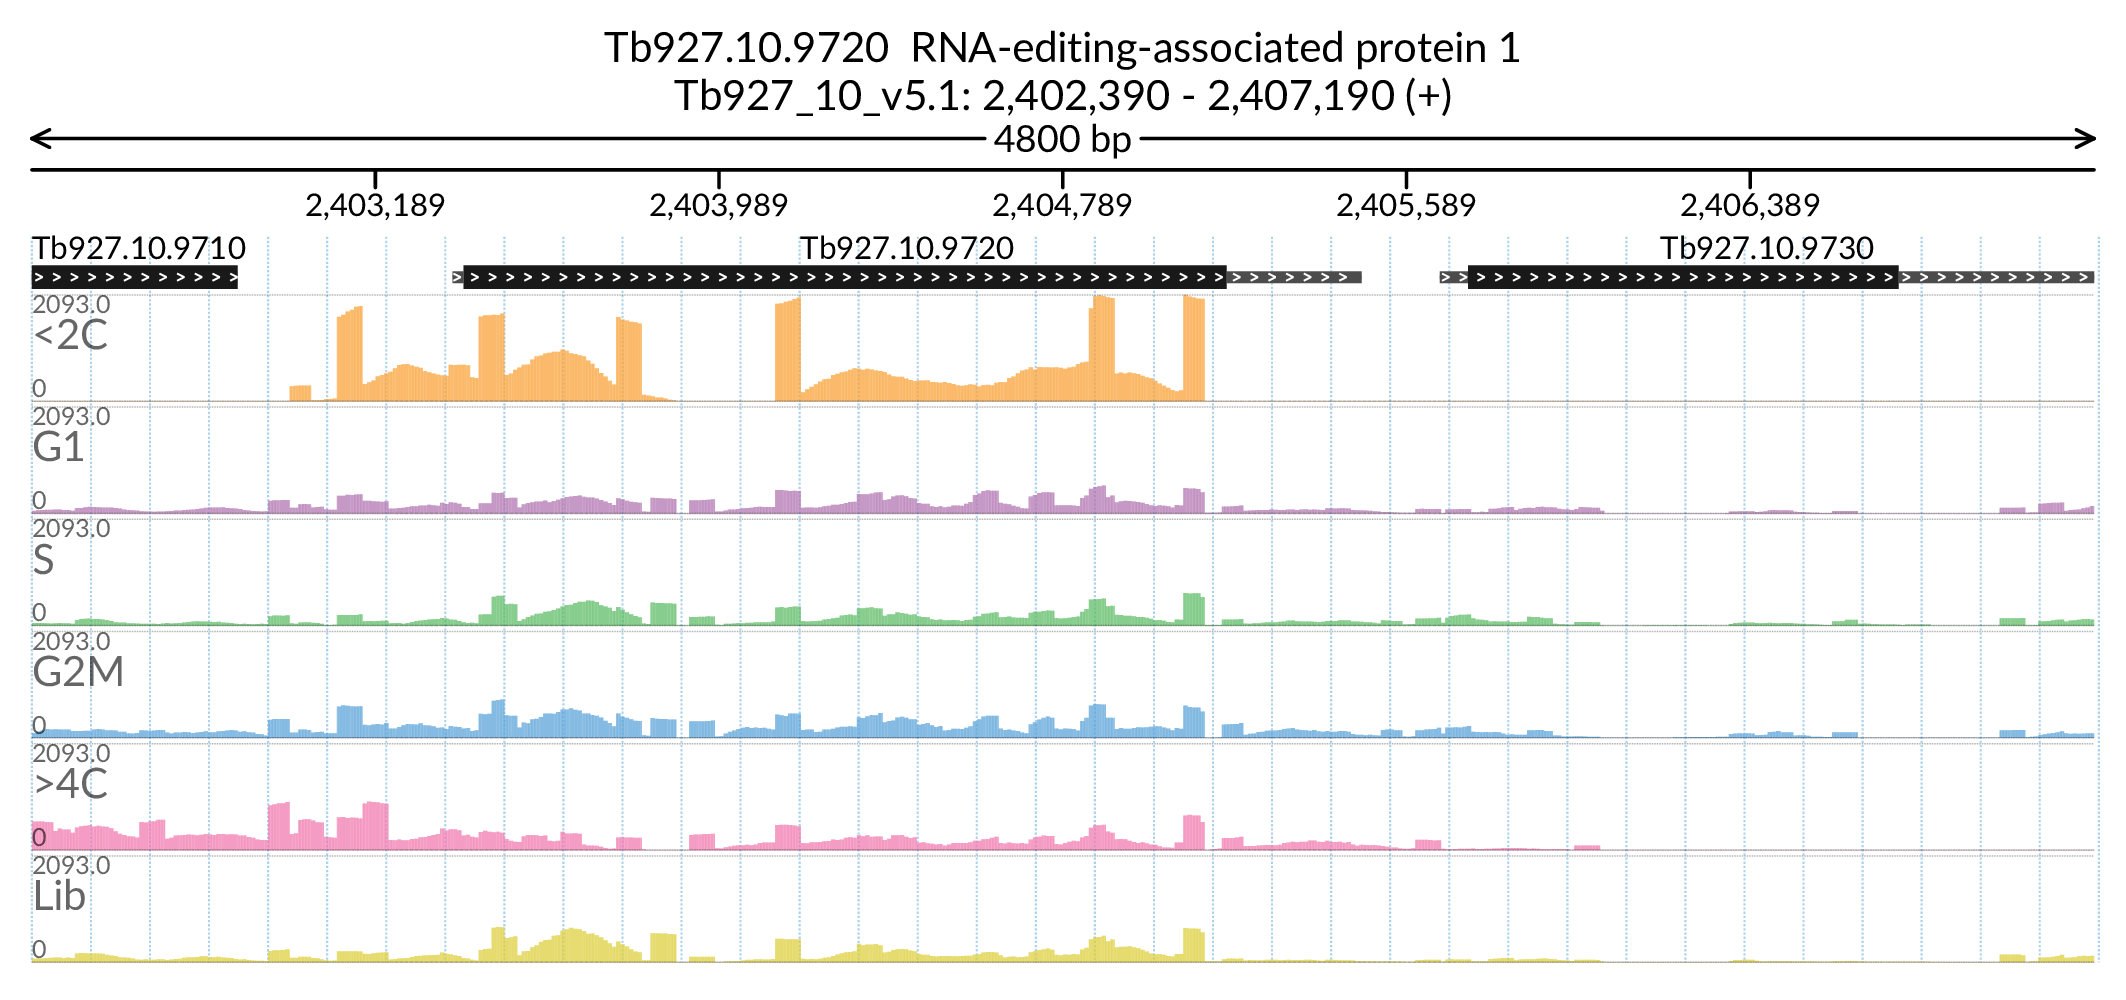 Tb927.10.9720 RNA-editing-associated protein 1
Tb927_10_v5.1: 2,402,390 - 2,407,190 (+)
4800 bp
2,403,189 2,403,989 2,404,789 2,405,589 2,406,389
Tb927.10.9710 Tb927.10.9720 Tb927.10.9730
2093.0
<2C
0
2093.0
G1
0
2093.0
S
0
2093.0
G2M
0
2093.0
>4C
0
2093.0
Lib
0